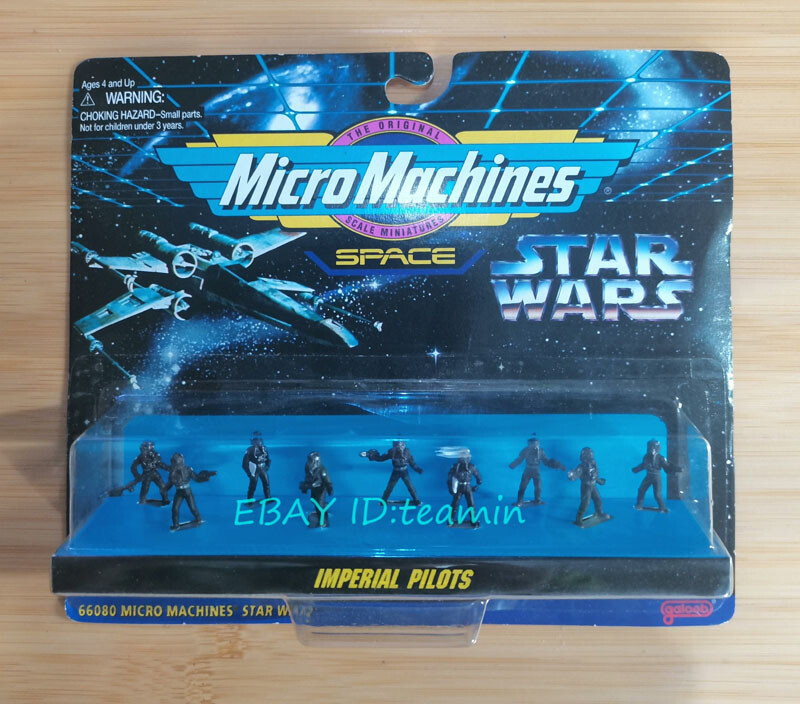 Ages 4 and Up
WARNING:
CHOKING HAZARD–Small parts.
Not for children under 3 years.
THE ORIGINAL
Micro Machines ®
SCALE MINIATURES
SPACE
STAR
WARS
EBAY ID:teamin
IMPERIAL PILOTS
66080 MICRO MACHINES STAR
galoob